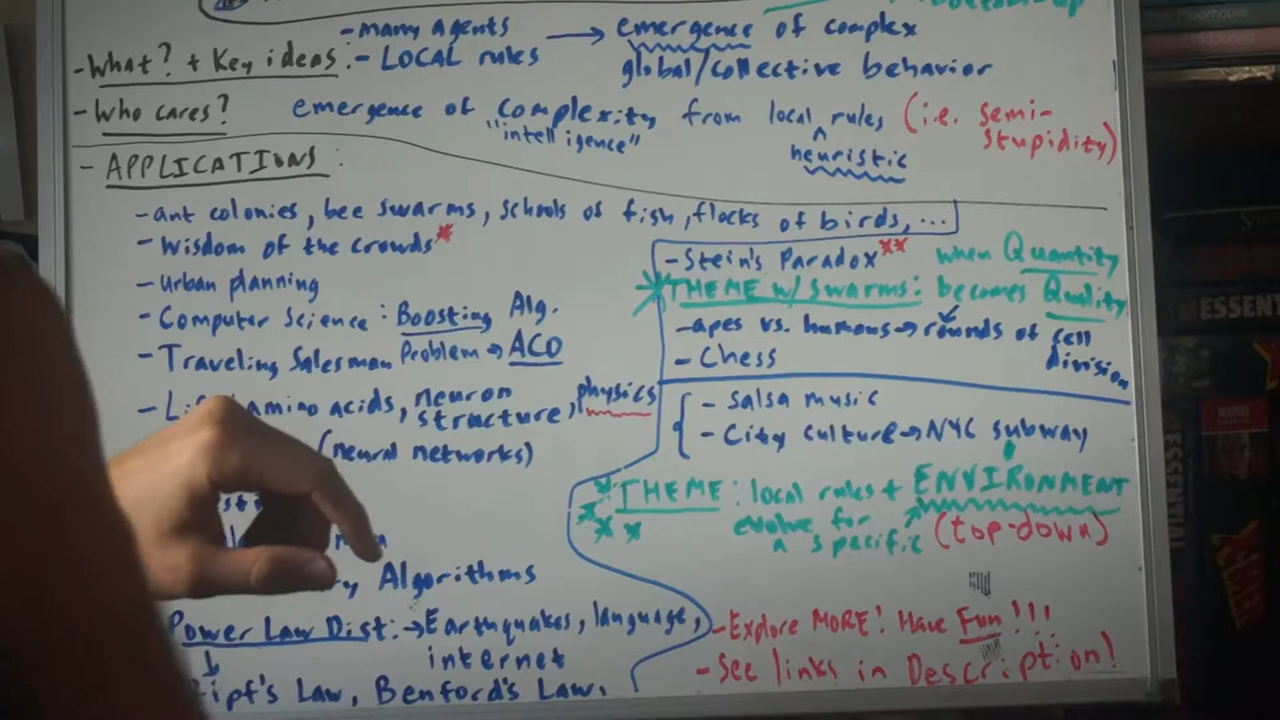 bottom-up
- many agents → emergence of complex
- What? + Key ideas: - LOCAL rules global/collective behavior
- Who cares? emergence of complexity from local rules (i.e. semi-stupidity)
"intelligence" ^ heuristic
- APPLICATIONS:
- ant colonies, bee swarms, schools of fish, flocks of birds, ...
- Wisdom of the crowds*
- Urban planning
- Computer Science: Boosting Alg.
- Traveling Salesman Problem → ACO
- amino acids, neuron structure, physics
(neural networks)
Algorithms
Power Law Dist: → Earthquakes, language,
internet
↓
Zipf's Law, Benford's Law.
- Stein's Paradox** when Quantity
THEME w/ SWARMS: becomes Quality
- apes vs. humans → rounds of cell division
- Chess
- Salsa music
- City culture → NYC subway
THEME: local rules + ENVIRONMENT
evolve for (top-down)
a specific
- Explore MORE! Have Fun!!!
- See links in Description!
ESSEN
ESSENTIAL